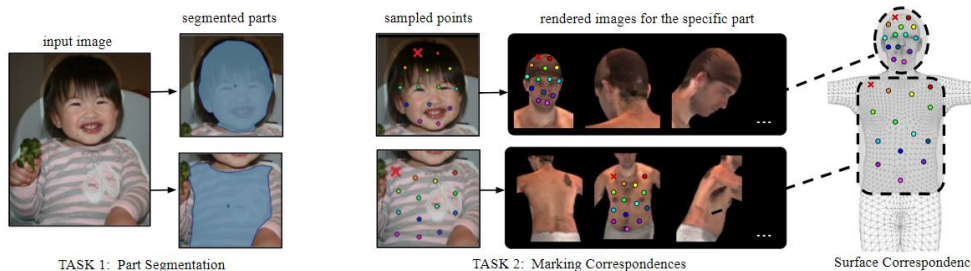 input image
segmented parts
sampled points
rendered images for the specific part
...
...
TASK 1: Part Segmentation
TASK 2: Marking Correspondences
Surface Correspondenc